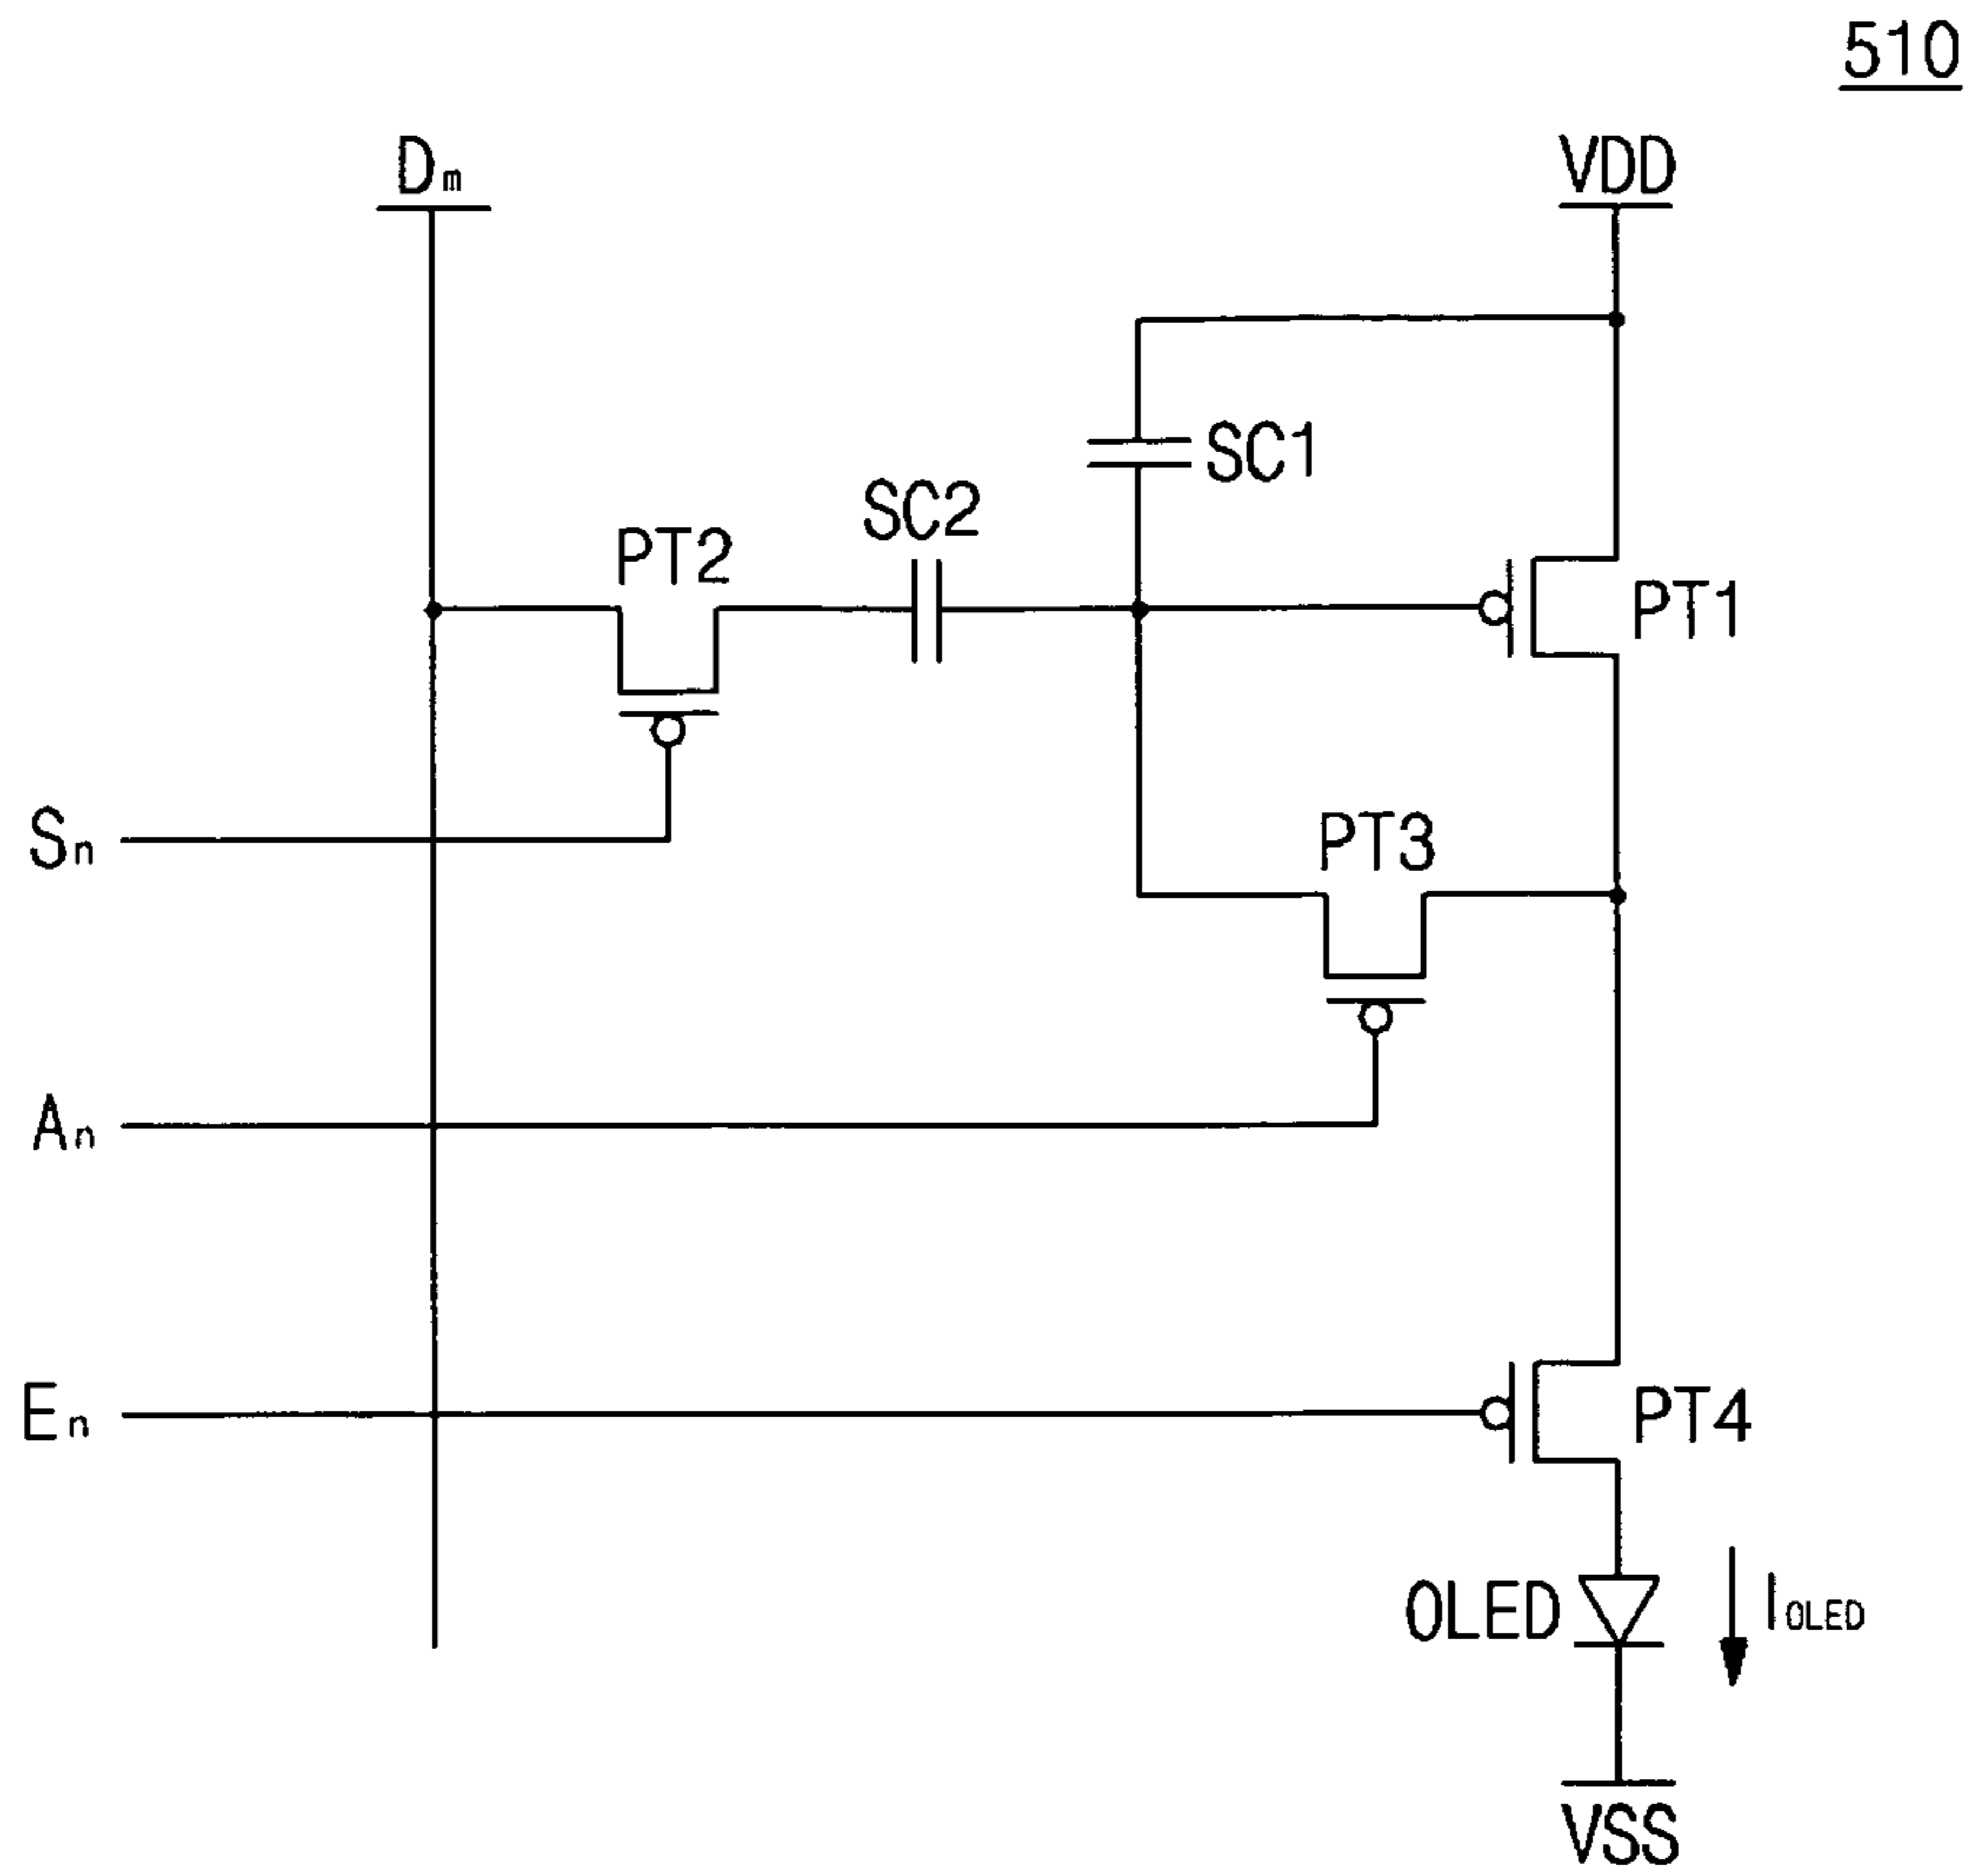 510
Dm
VDD
SC1
SC2
PT2
PT1
Sn
PT3
An
En
PT4
OLED
IOLED
VSS